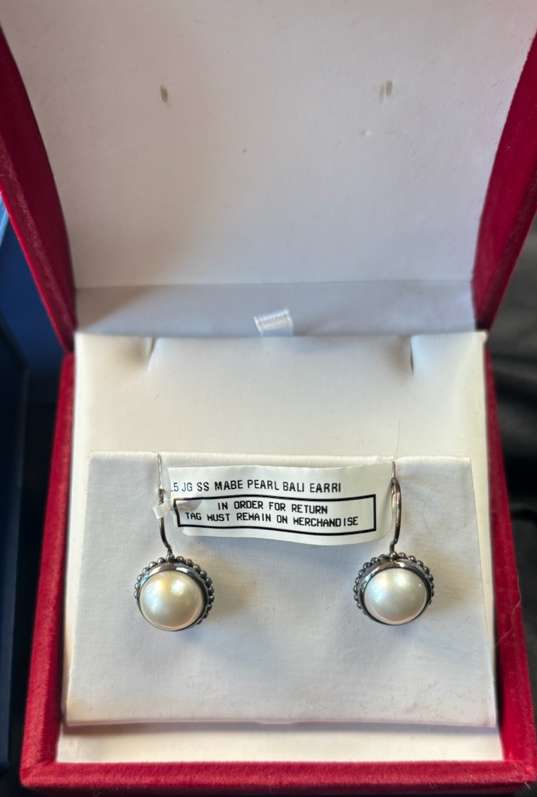 .5 JG SS MABE PEARL BALI EARRI
IN ORDER FOR RETURN
TAG MUST REMAIN ON MERCHANDISE